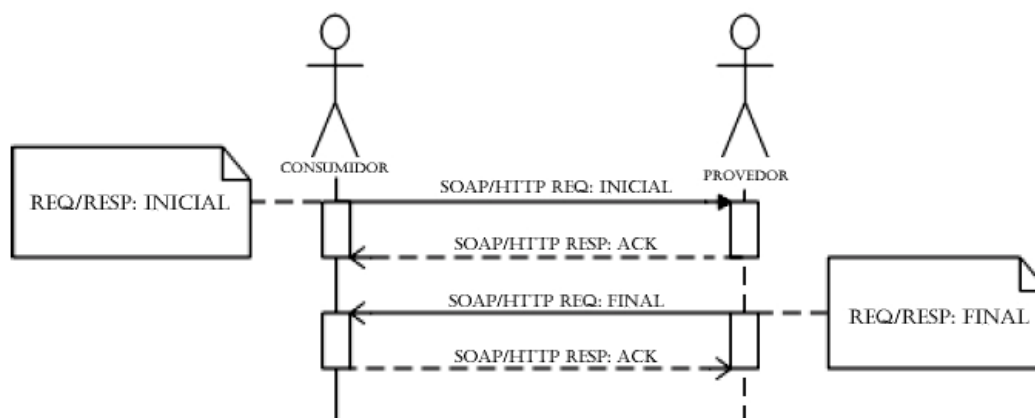 CONSUMIDOR
PROVEDOR
REQ/RESP: INICIAL
SOAP/HTTP REQ: INICIAL
SOAP/HTTP RESP: ACK
SOAP/HTTP REQ: FINAL
REQ/RESP: FINAL
SOAP/HTTP RESP: ACK